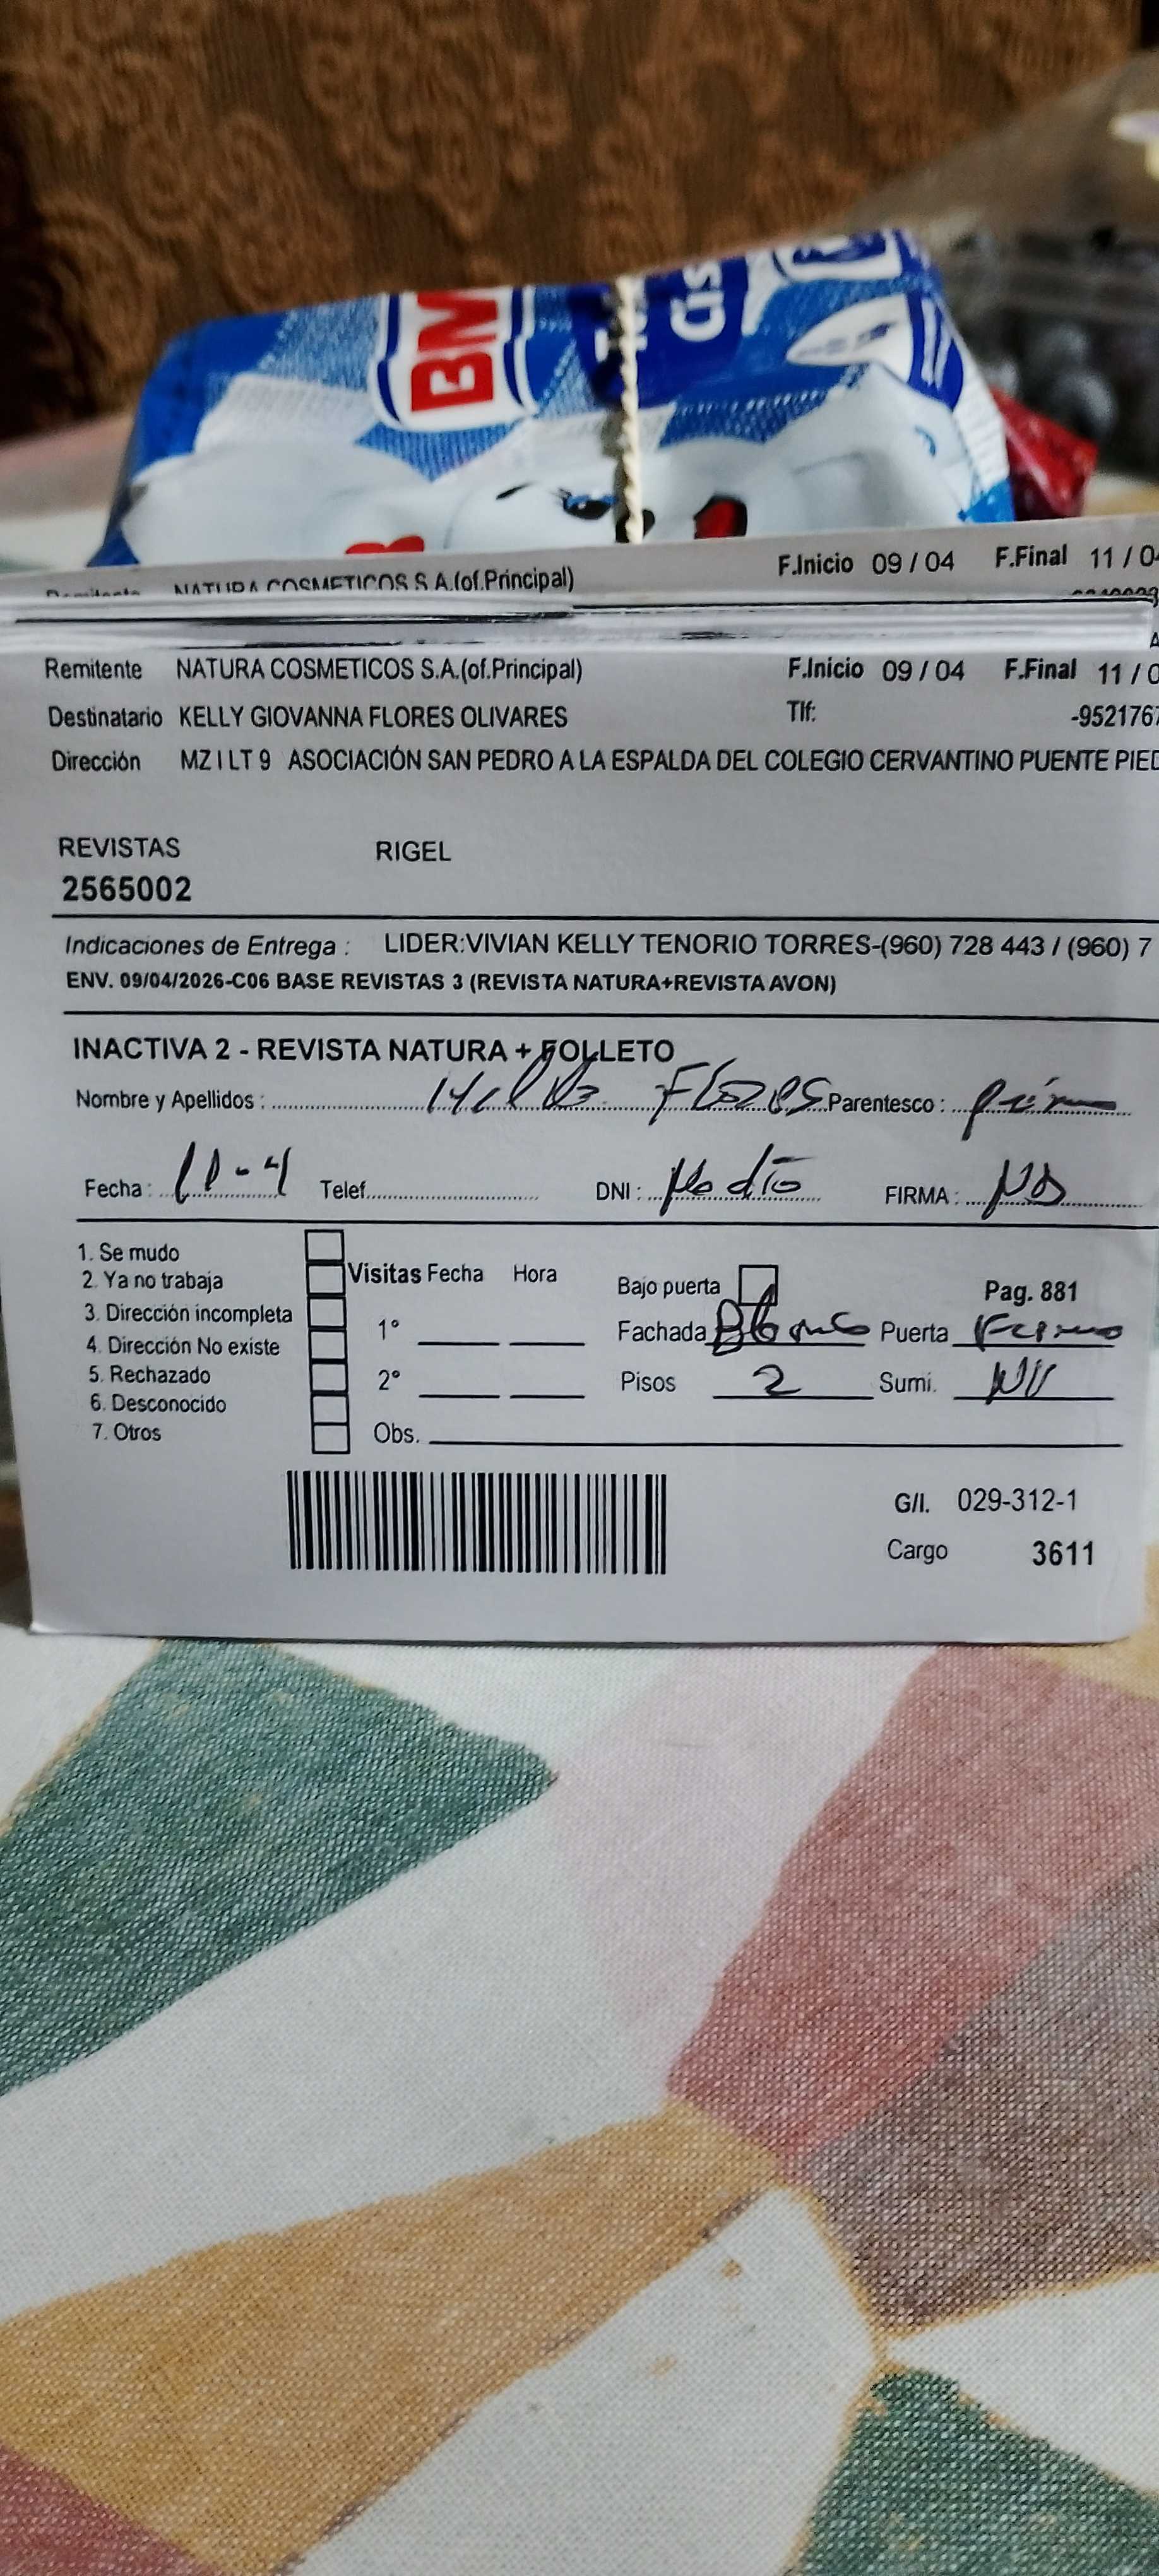 BM
F.Inicio 09 / 04 F.Final 11 / 0
NATURA COSMETICOS S.A.(of.Principal)
Remitente NATURA COSMETICOS S.A.(of.Principal) F.Inicio 09 / 04 F.Final 11 / 0
Destinatario KELLY GIOVANNA FLORES OLIVARES Tlf: -952176
Dirección MZ I LT 9 ASOCIACIÓN SAN PEDRO A LA ESPALDA DEL COLEGIO CERVANTINO PUENTE PIED
REVISTAS RIGEL
2565002
Indicaciones de Entrega : LIDER:VIVIAN KELLY TENORIO TORRES-(960) 728 443 / (960) 7
ENV. 09/04/2026-C06 BASE REVISTAS 3 (REVISTA NATURA+REVISTA AVON)
INACTIVA 2 - REVISTA NATURA + FOLLETO
Nombre y Apellidos : Flores Parentesco :
Fecha : Telef. DNI : No dio FIRMA :
1. Se mudo
2. Ya no trabaja Visitas Fecha Hora Bajo puerta Pag. 881
3. Dirección incompleta 1° Fachada Blanco Puerta
4. Dirección No existe
5. Rechazado 2° Pisos 2 Sumi.
6. Desconocido
7. Otros Obs.
G/I. 029-312-1
Cargo 3611